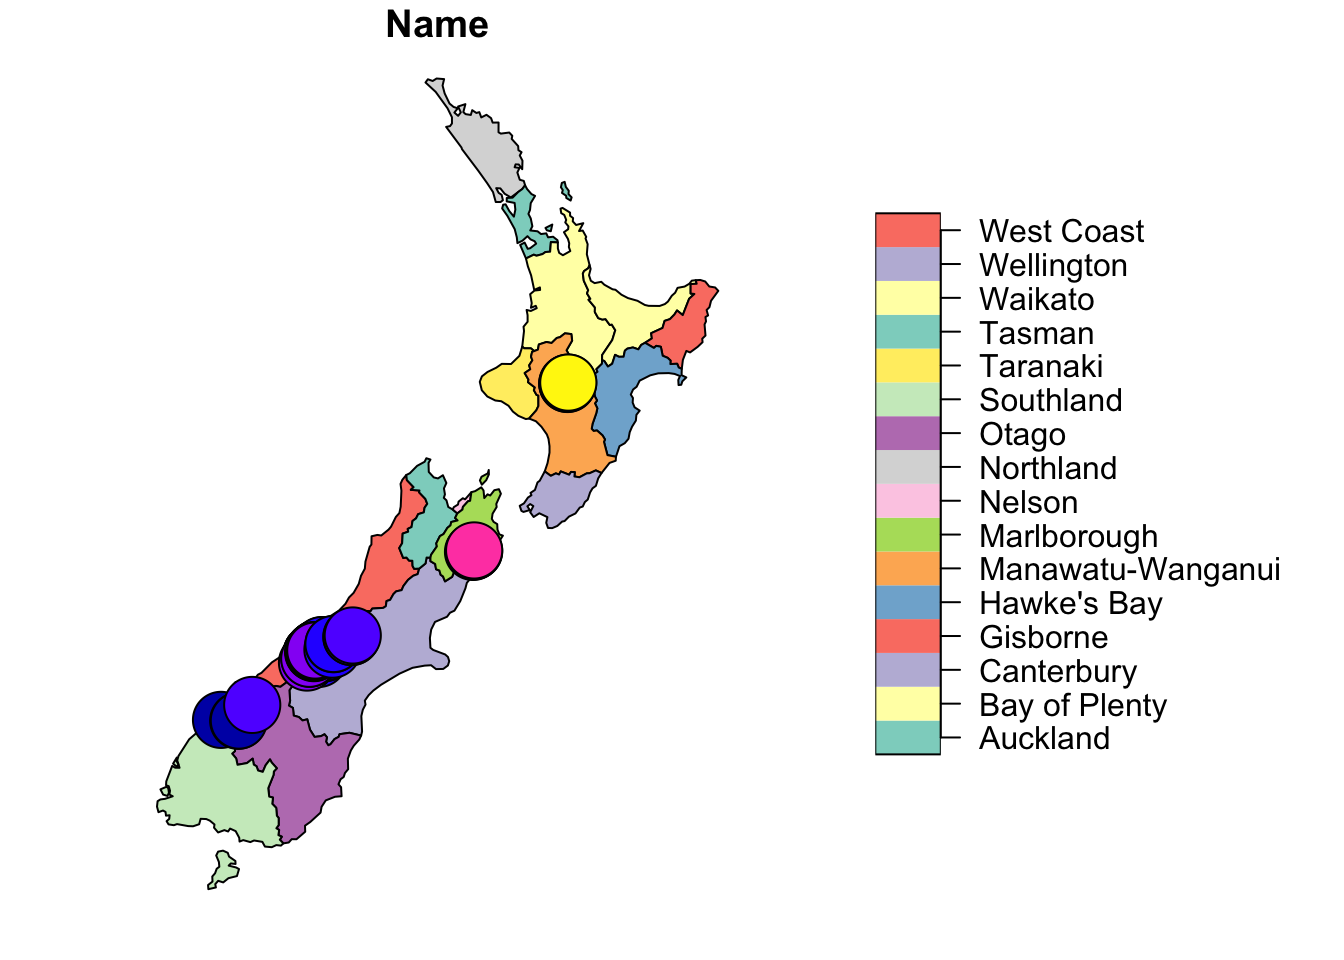 Name
West Coast
Wellington
Waikato
Tasman
Taranaki
Southland
Otago
Northland
Nelson
Marlborough
Manawatu-Wanganui
Hawke's Bay
Gisborne
Canterbury
Bay of Plenty
Auckland